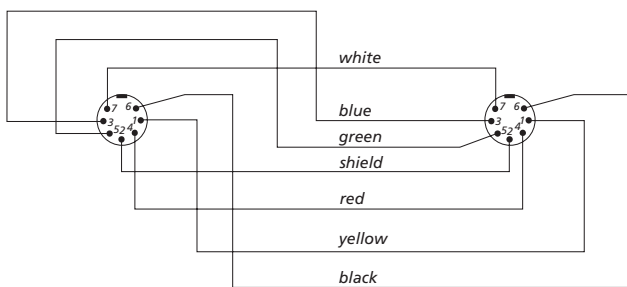 white
7 6
7 6
3 1
blue
3 1
5 2 4
green
5 2 4
shield
red
yellow
black